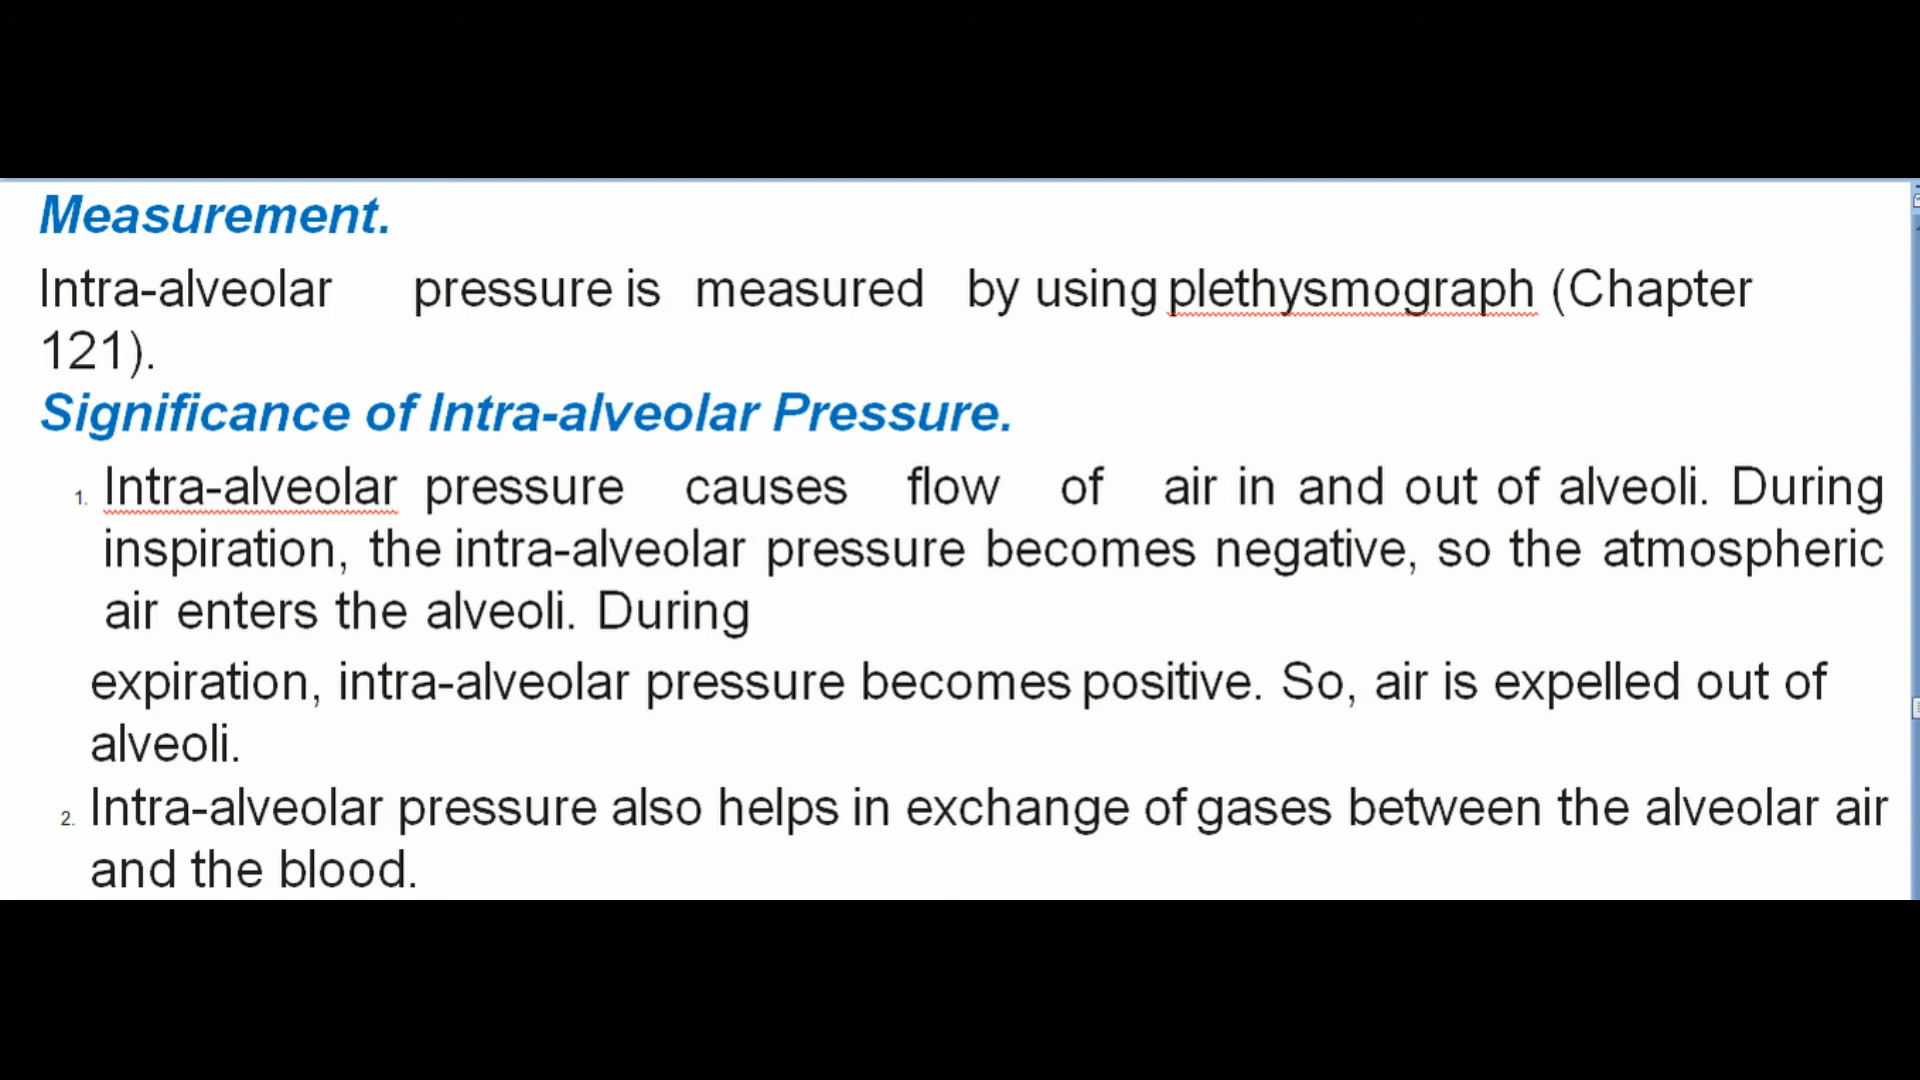 Measurement.
Intra-alveolar pressure is measured by using plethysmograph (Chapter
121).
Significance of Intra-alveolar Pressure.
1. Intra-alveolar pressure causes flow of air in and out of alveoli. During
inspiration, the intra-alveolar pressure becomes negative, so the atmospheric
air enters the alveoli. During
expiration, intra-alveolar pressure becomes positive. So, air is expelled out of
alveoli.
2. Intra-alveolar pressure also helps in exchange of gases between the alveolar air
and the blood.